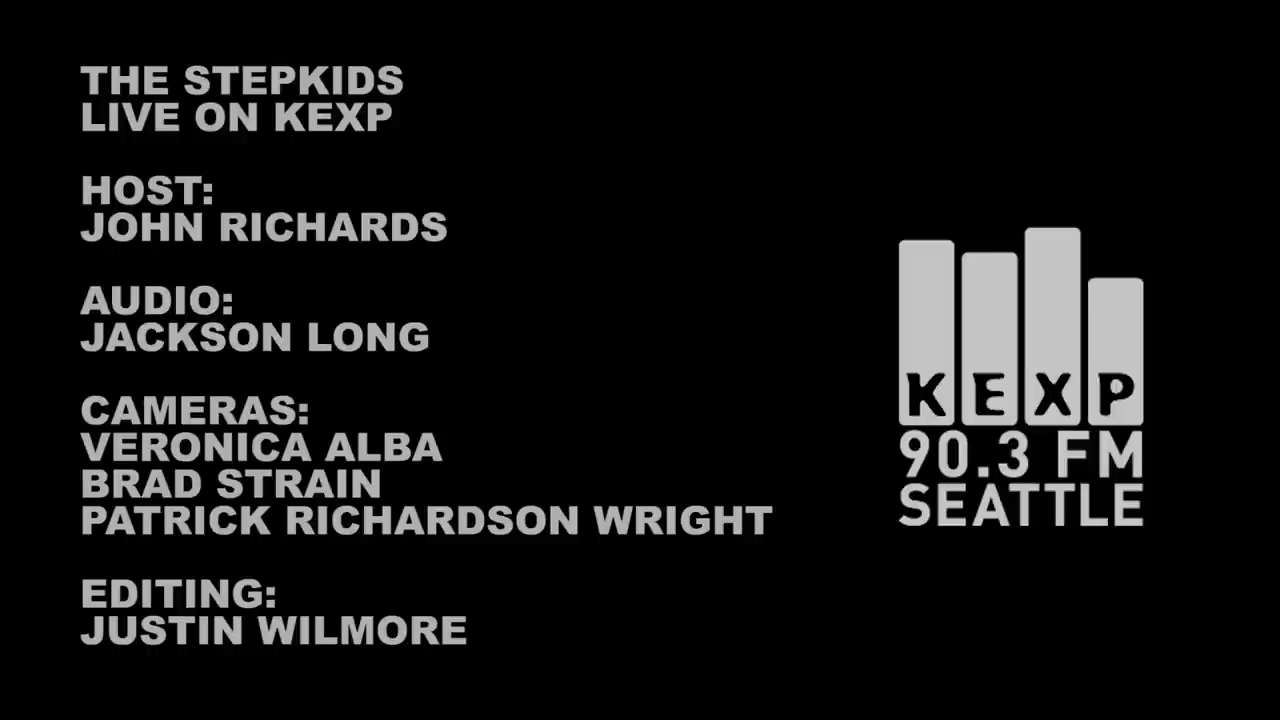 THE STEPKIDS
LIVE ON KEXP
HOST:
JOHN RICHARDS
AUDIO:
JACKSON LONG
CAMERAS:
VERONICA ALBA
BRAD STRAIN
PATRICK RICHARDSON WRIGHT
EDITING:
JUSTIN WILMORE
KEXP
90.3 FM
SEATTLE